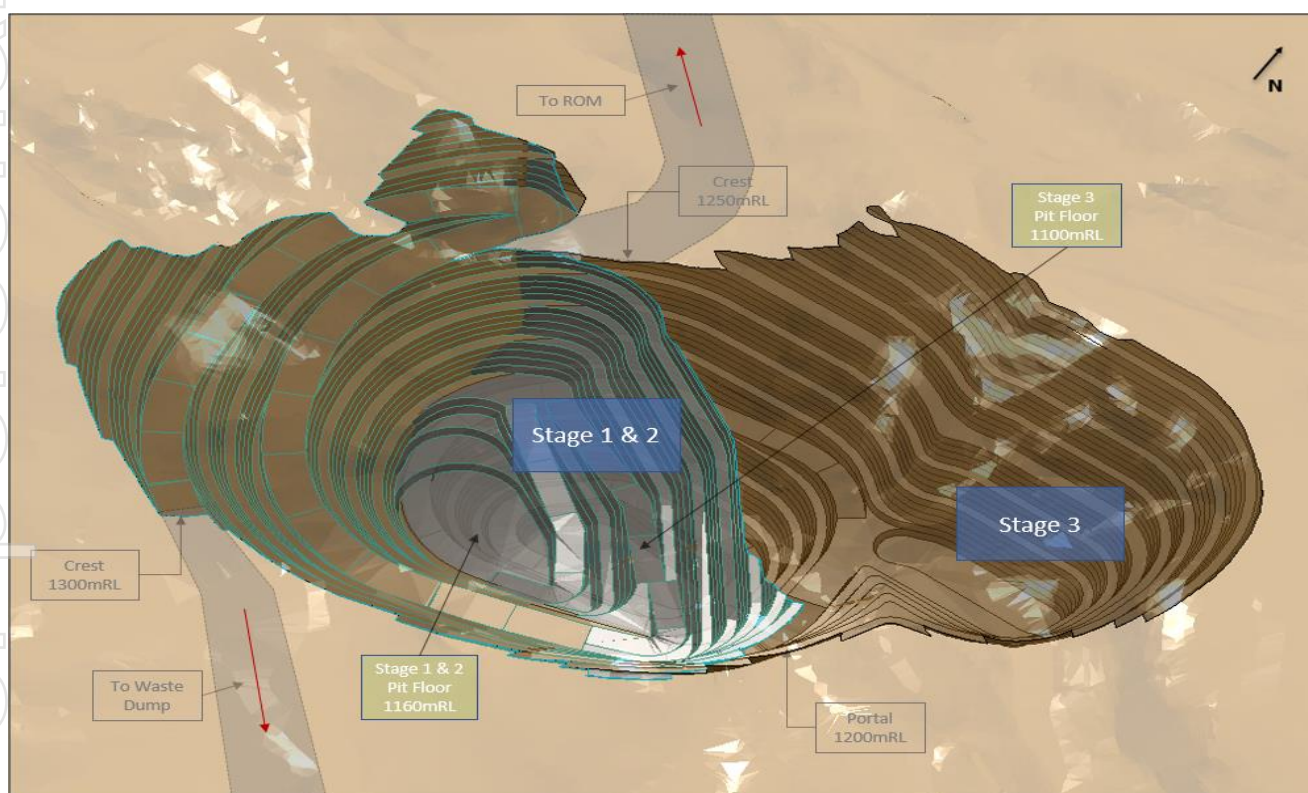 To ROM
N
Crest
1250mRL
Stage 3
Pit Floor
1100mRL
Stage 1 & 2
Stage 3
Crest
1300mRL
Stage 1 & 2
Pit Floor
1160mRL
To Waste
Dump
Portal
1200mRL